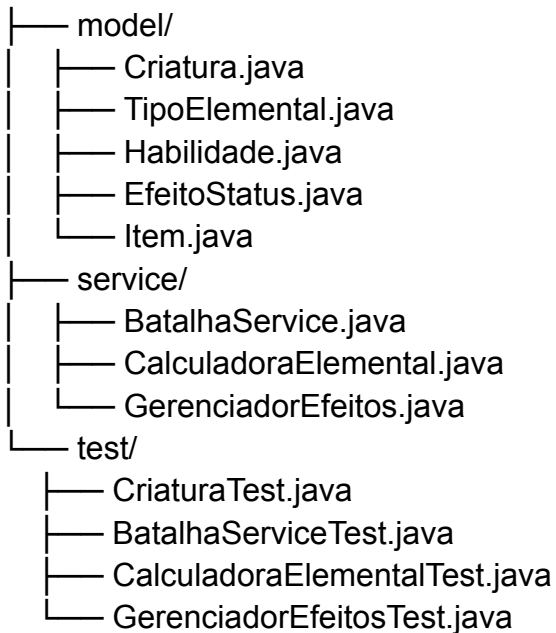 ├── model/
│   ├── Criatura.java
│   ├── TipoElemental.java
│   ├── Habilidade.java
│   ├── EfeitoStatus.java
│   └── Item.java
├── service/
│   ├── BatalhaService.java
│   ├── CalculadoraElemental.java
│   └── GerenciadorEfeitos.java
└── test/
    ├── CriaturaTest.java
    ├── BatalhaServiceTest.java
    ├── CalculadoraElementalTest.java
    └── GerenciadorEfeitosTest.java